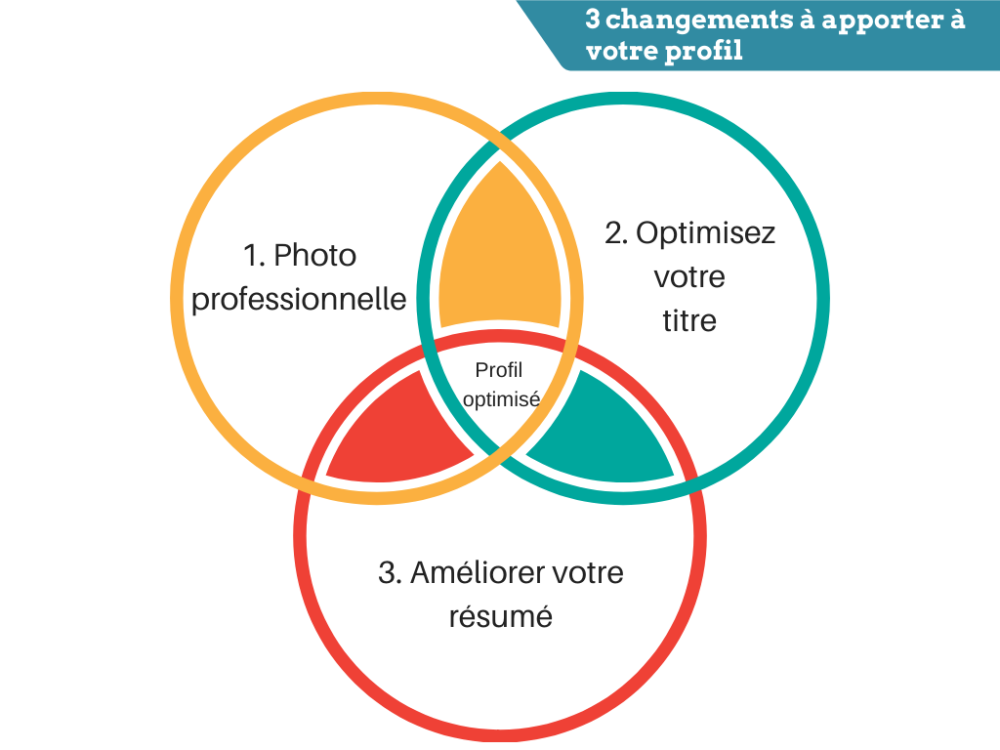 3 changements à apporter à
votre profil
1. Photo
professionnelle
2. Optimisez
votre
titre
Profil
optimisé
3. Améliorer votre
résumé